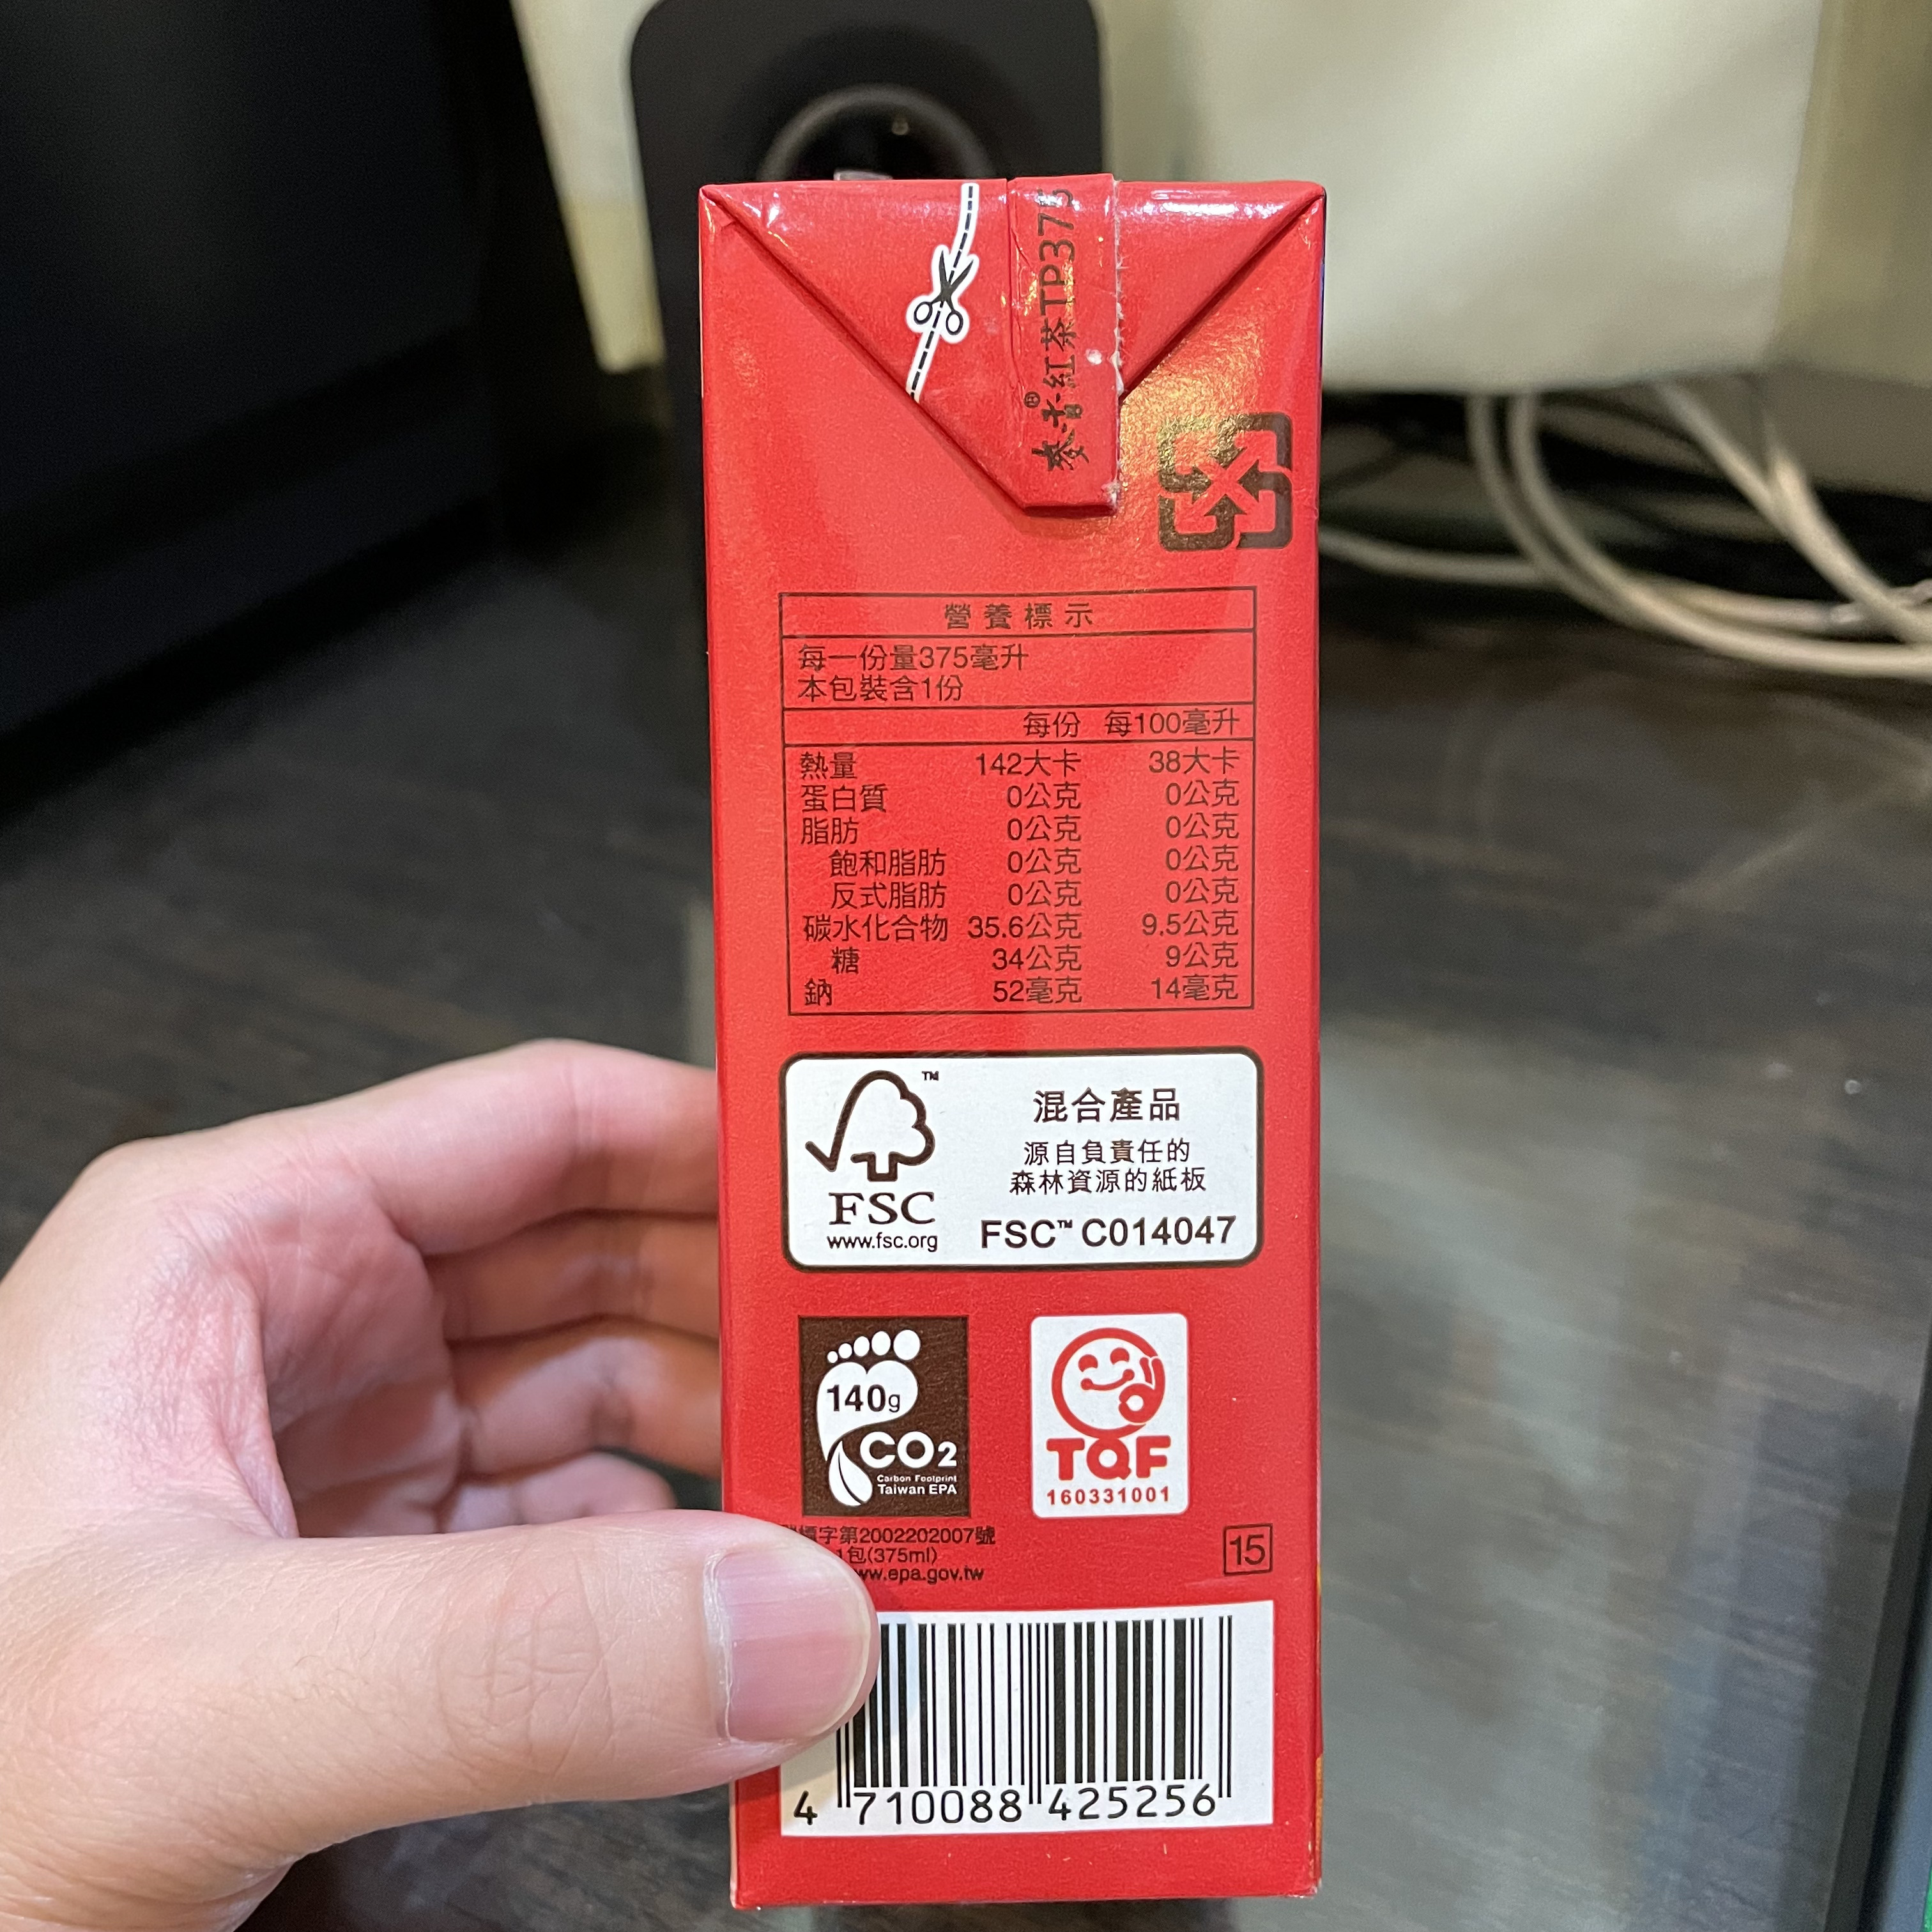 麥香®紅茶TP375
營養標示
每一份量375毫升
本包裝含1份
每份 每100毫升
熱量 142大卡 38大卡
蛋白質 0公克 0公克
脂肪 0公克 0公克
飽和脂肪 0公克 0公克
反式脂肪 0公克 0公克
碳水化合物 35.6公克 9.5公克
糖 34公克 9公克
鈉 52毫克 14毫克
TM
FSC
www.fsc.org
混合產品
源自負責任的
森林資源的紙板
FSC™ C014047
140g
CO2
Carbon Footprint
Taiwan EPA
TQF
160331001
標字第2002202007號
1包(375ml)
w.epa.gov.tw
15
4 710088 425256